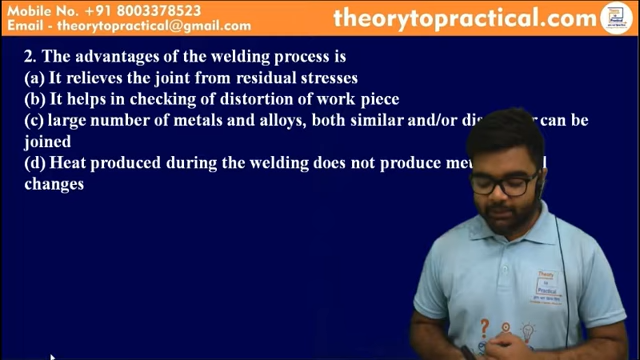 Mobile No. +91 8003378523
Email - theorytopractical@gmail.com
theorytopractical.com
2. The advantages of the welding process is
(a) It relieves the joint from residual stresses
(b) It helps in checking of distortion of work piece
(c) large number of metals and alloys, both similar and/or can be
joined
(d) Heat produced during the welding does not produce
changes
Theory
Practical